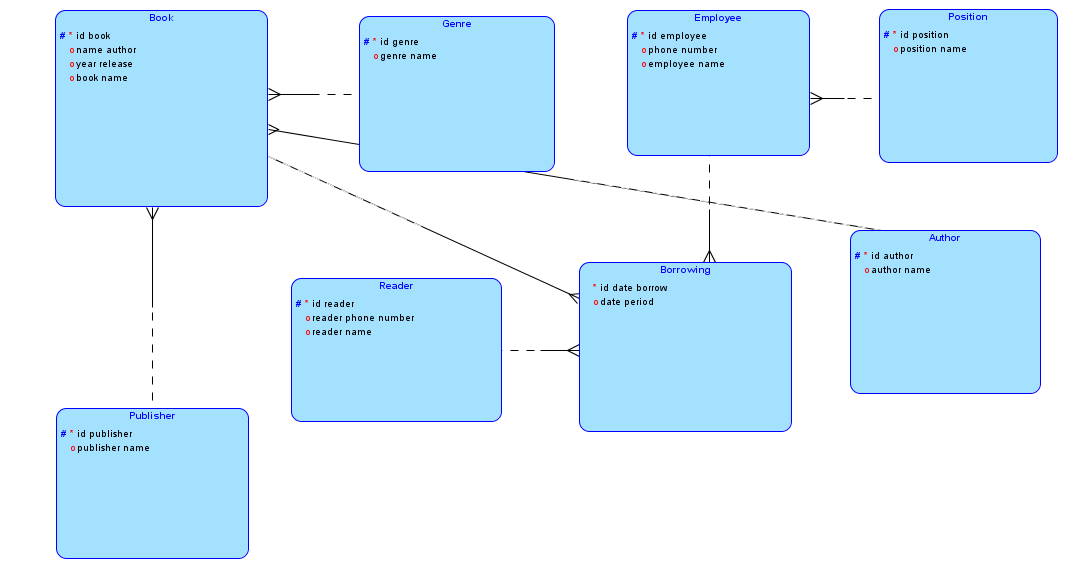 Book
# * id book
o name author
o year release
o book name
Genre
# * id genre
o genre name
Employee
# * id employee
o phone number
o employee name
Position
# * id position
o position name
Author
# * id author
o author name
Borrowing
* id date borrow
o date period
Reader
# * id reader
o reader phone number
o reader name
Publisher
# * id publisher
o publisher name